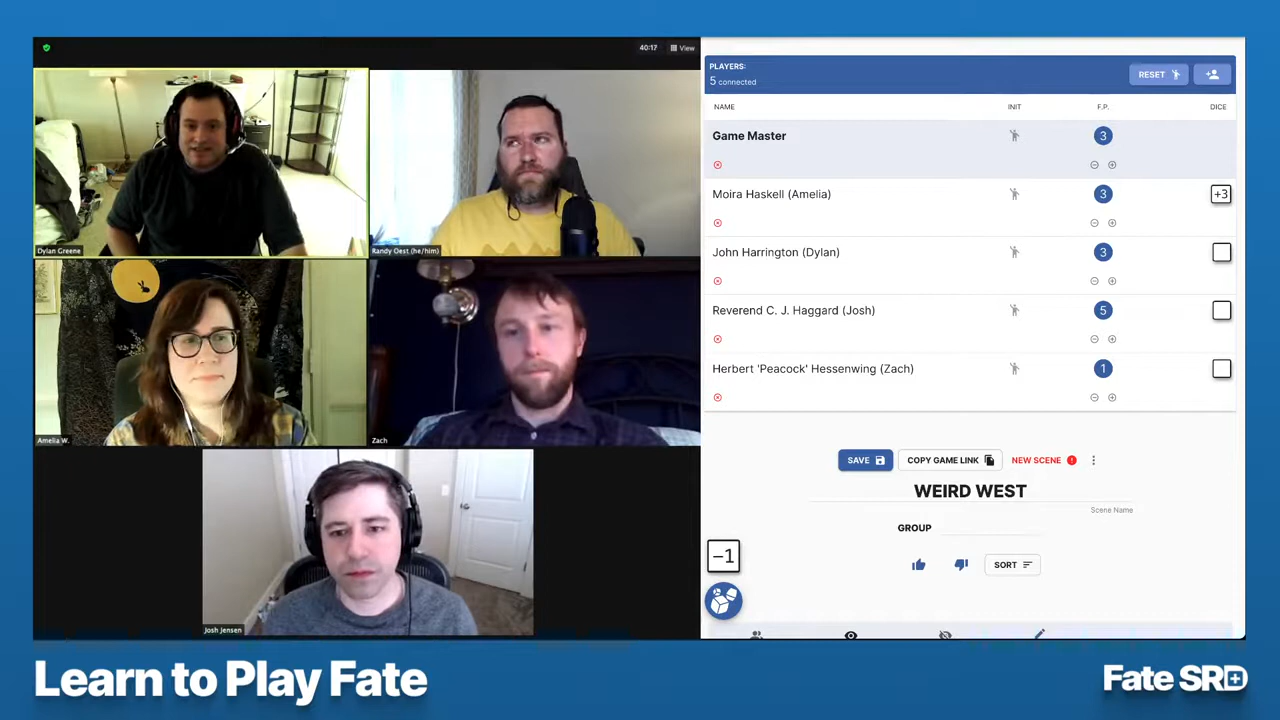 40:17 View
Dylan Greene
Randy Oest (he/him)
Amelia W.
Zach
Josh Jensen
PLAYERS:
5 connected
RESET
NAME INIT F.P. DICE
Game Master 3
Moira Haskell (Amelia) 3 +3
John Harrington (Dylan) 3
Reverend C. J. Haggard (Josh) 5
Herbert 'Peacock' Hessenwing (Zach) 1
SAVE COPY GAME LINK NEW SCENE
WEIRD WEST
Scene Name
GROUP
SORT
−1
Learn to Play Fate
Fate SRD